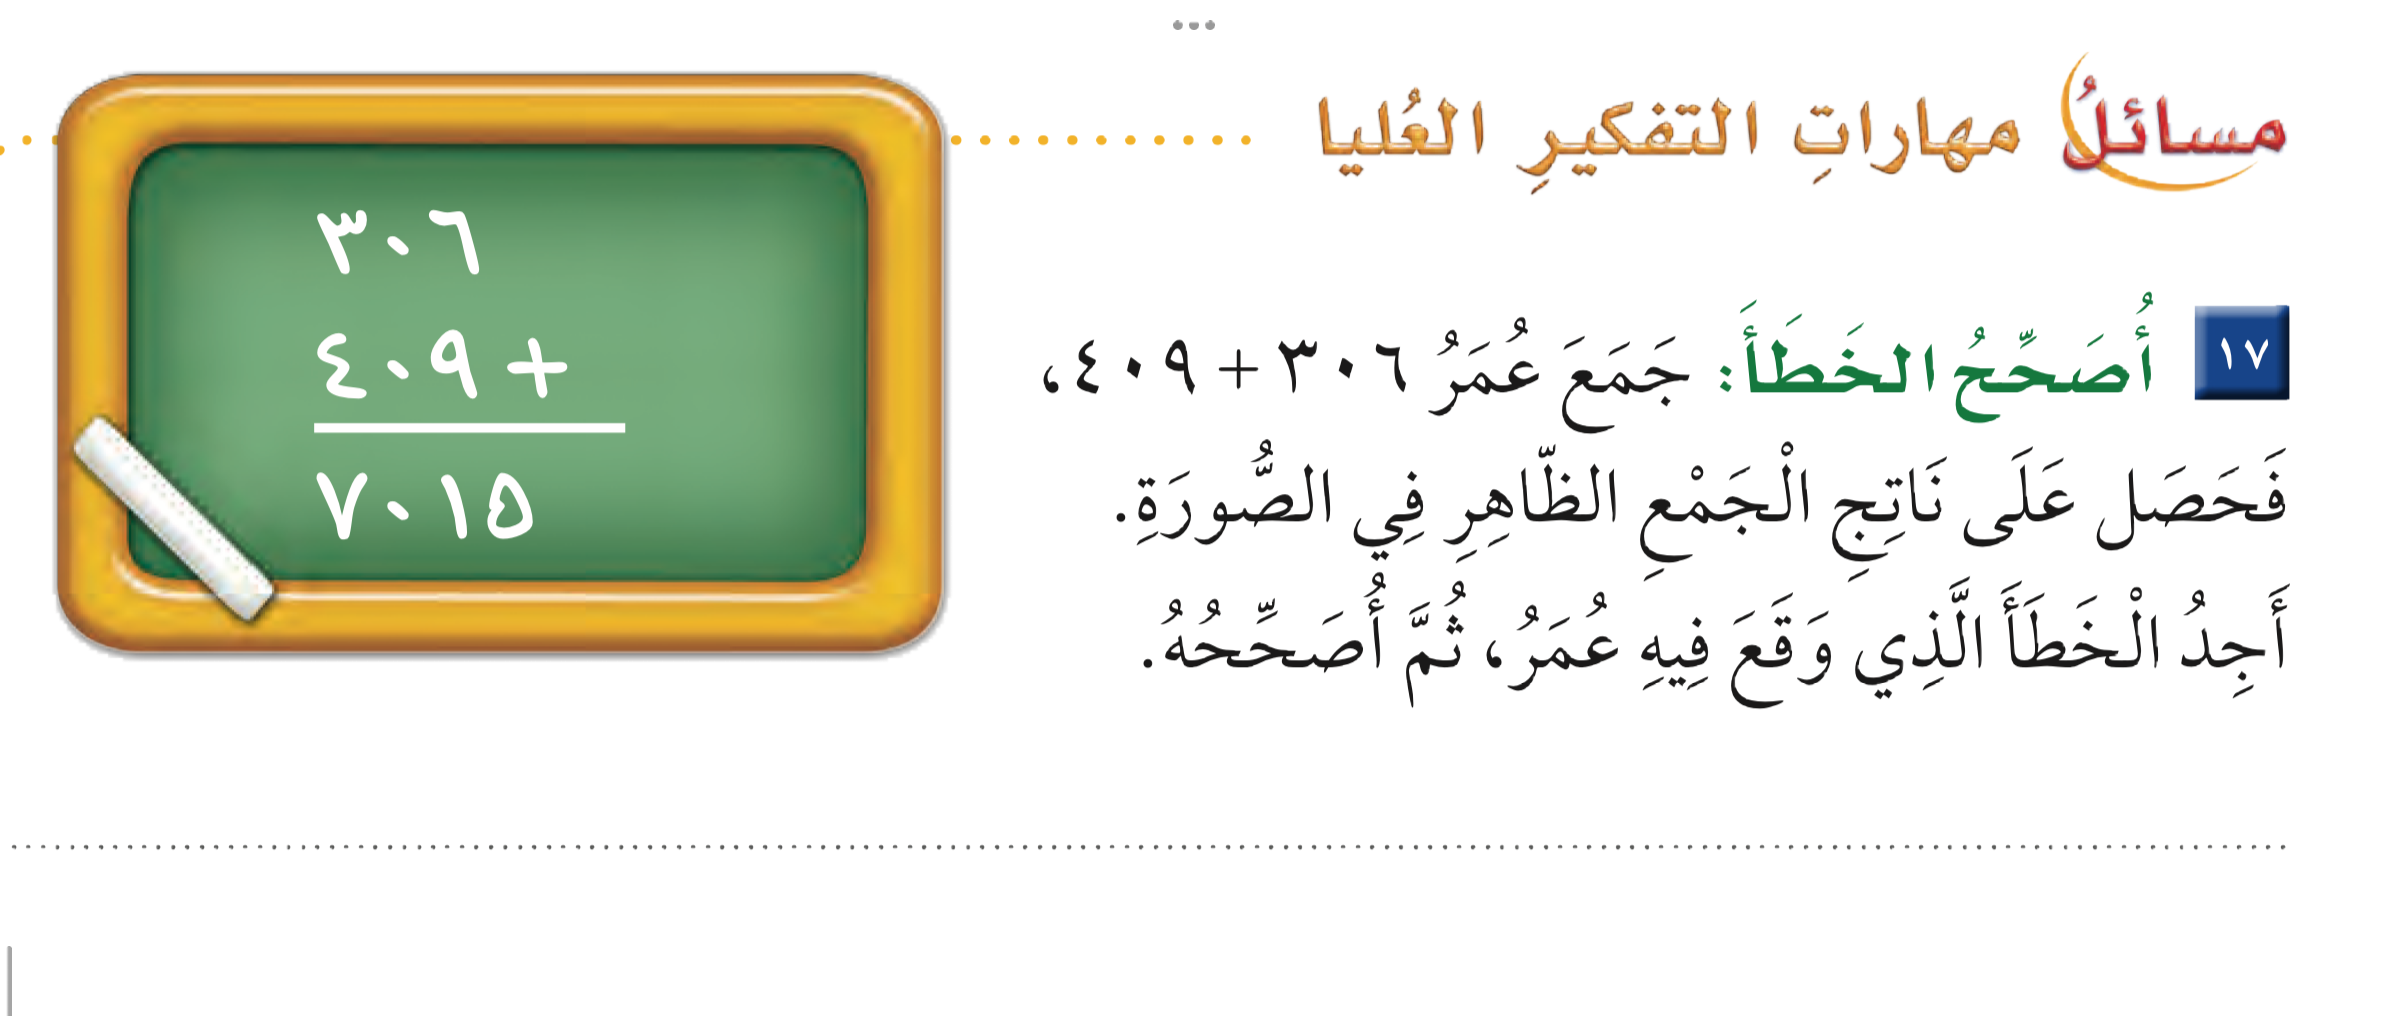 مسائلُ مهاراتِ التفكيرِ العُليا
١٧ أُصَحِّحُ الخَطَأَ: جَمَعَ عُمَرُ ٣٠٦ + ٤٠٩،
فَحَصَل عَلَى نَاتِجِ الْجَمْعِ الظّاهِرِ فِي الصُّورَةِ.
أَجِدُ الْخَطَأَ الَّذِي وَقَعَ فِيهِ عُمَرُ، ثُمَّ أُصَحِّحُهُ.
٣٠٦
٤٠٩ +
٧٠١٥